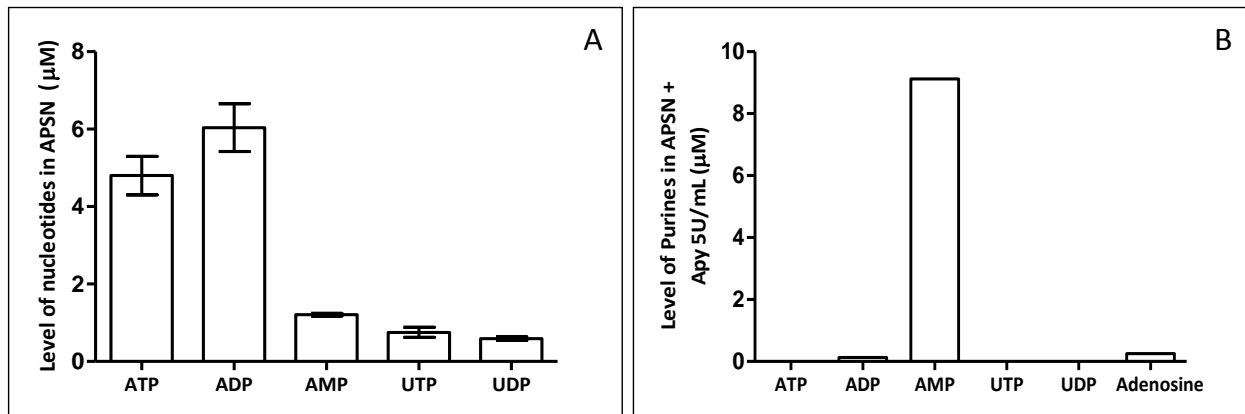 A
Level of nucleotides in APSN (μM)
8
6
4
2
0
ATP ADP AMP UTP UDP
B
Level of Purines in APSN +
Apy 5U/mL (μM)
10
8
6
4
2
0
ATP ADP AMP UTP UDP Adenosine